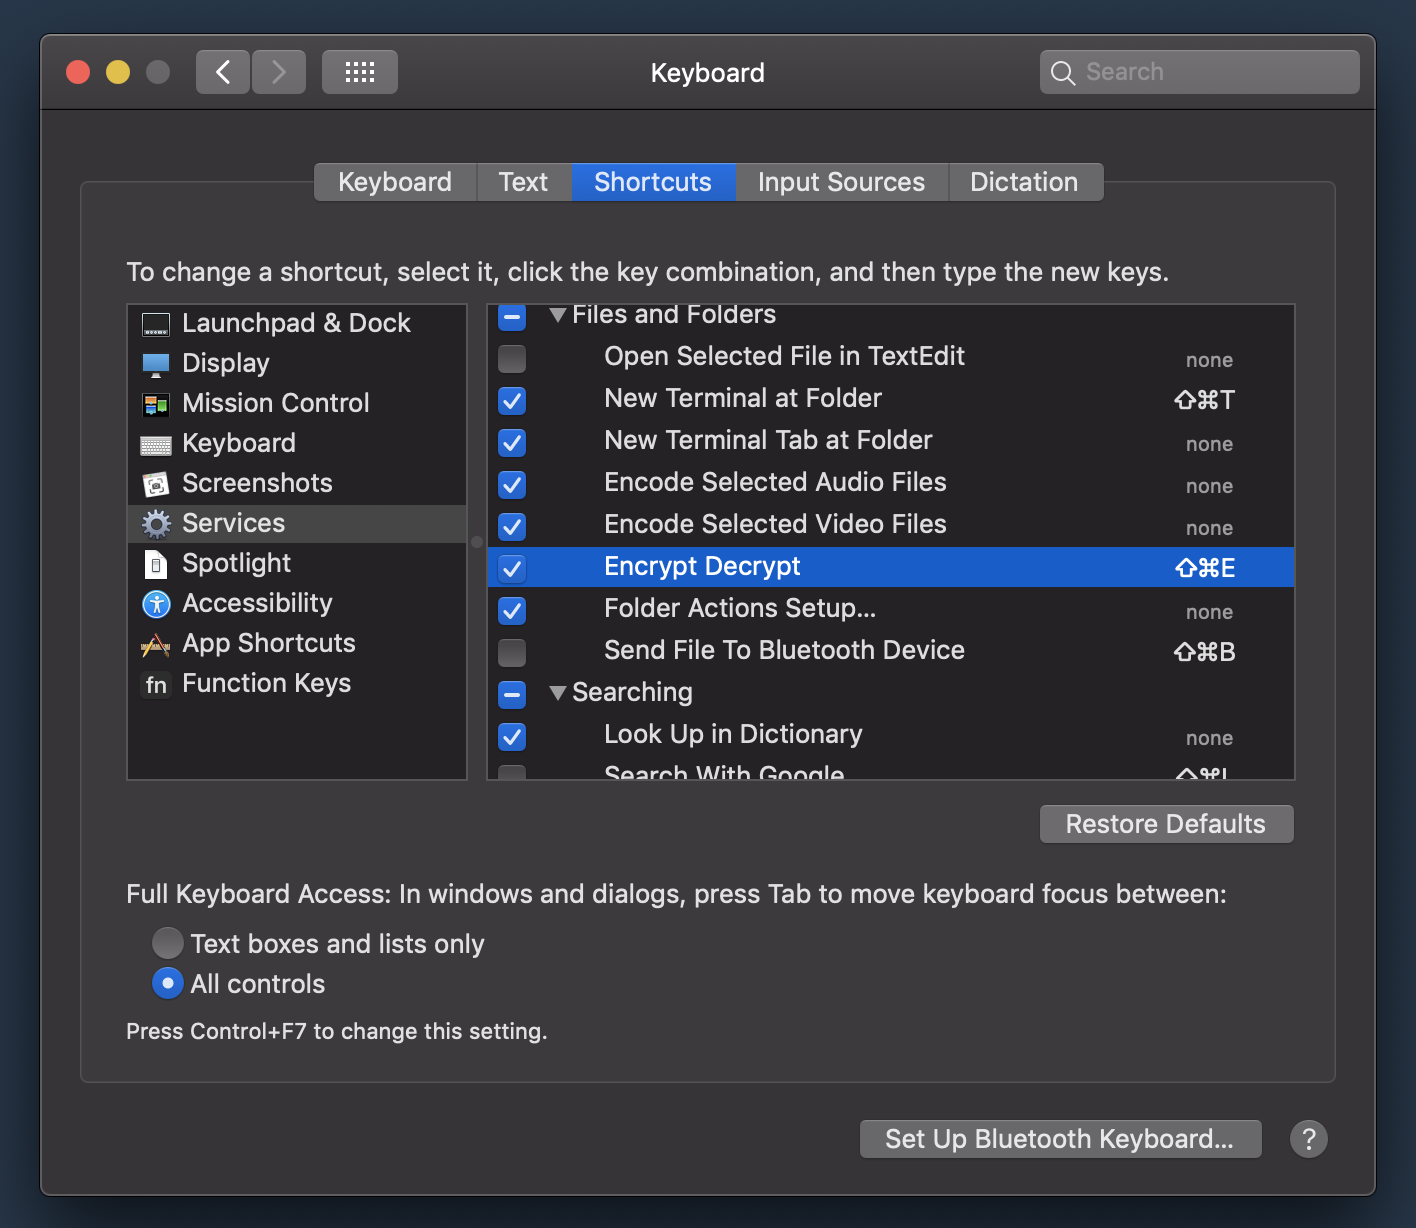 Keyboard
Search
Keyboard Text Shortcuts Input Sources Dictation
To change a shortcut, select it, click the key combination, and then type the new keys.
Launchpad & Dock
Display
Mission Control
Keyboard
Screenshots
Services
Spotlight
Accessibility
App Shortcuts
fn Function Keys
Files and Folders
Open Selected File in TextEdit none
New Terminal at Folder ⇧⌘T
New Terminal Tab at Folder none
Encode Selected Audio Files none
Encode Selected Video Files none
Encrypt Decrypt ⇧⌘E
Folder Actions Setup... none
Send File To Bluetooth Device ⇧⌘B
Searching
Look Up in Dictionary none
Search With Google ⇧⌘L
Restore Defaults
Full Keyboard Access: In windows and dialogs, press Tab to move keyboard focus between:
Text boxes and lists only
All controls
Press Control+F7 to change this setting.
Set Up Bluetooth Keyboard... ?